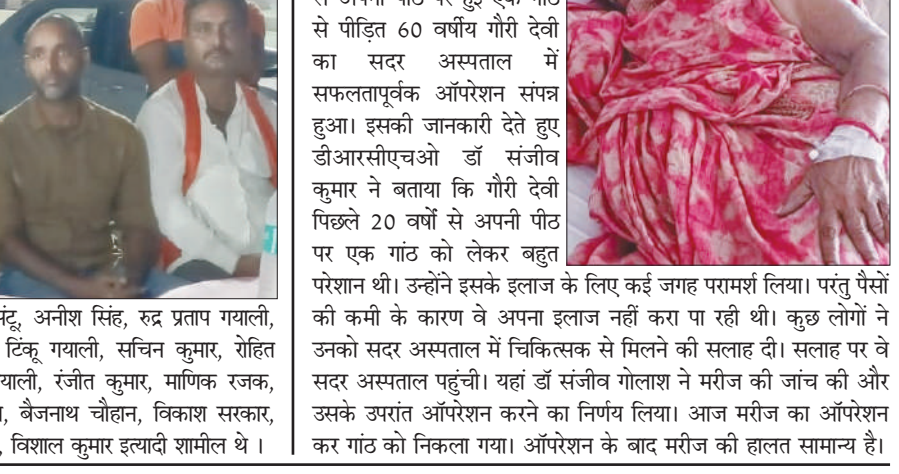 से पीड़ित 60 वर्षीय गौरी देवी
का सदर अस्पताल में
सफलतापूर्वक ऑपरेशन संपन्न
हुआ। इसकी जानकारी देते हुए
डीआरसीएचओ डॉ संजीव
कुमार ने बताया कि गौरी देवी
पिछले 20 वर्षो से अपनी पीठ
पर एक गांठ को लेकर बहुत
परेशान थी। उन्होंने इसके इलाज के लिए कई जगह परामर्श लिया। परंतु पैसों
की कमी के कारण वे अपना इलाज नहीं करा पा रही थी। कुछ लोगों ने
उनको सदर अस्पताल में चिकित्सक से मिलने की सलाह दी। सलाह पर वे
सदर अस्पताल पहुंची। यहां डॉ संजीव गोलाश ने मरीज की जांच की और
उसके उपरांत ऑपरेशन करने का निर्णय लिया। आज मरीज का ऑपरेशन
कर गांठ को निकला गया। ऑपरेशन के बाद मरीज की हालत सामान्य है।
अनीश सिंह, रुद्र प्रताप गयाली,
टिंकू गयाली, सचिन कुमार, रोहित
रंजीत कुमार, माणिक रजक,
बैजनाथ चौहान, विकाश सरकार,
, विशाल कुमार इत्यादी शामील थे ।